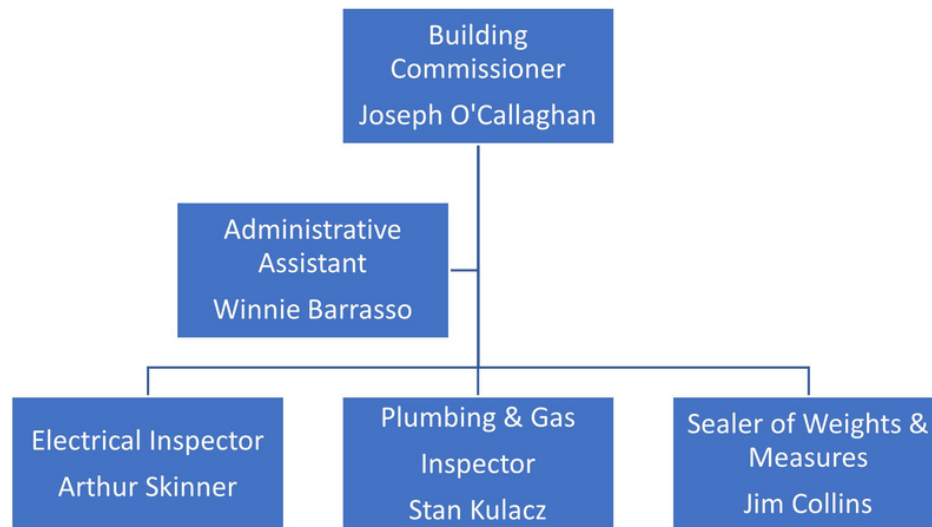 Building
Commissioner
Joseph O'Callaghan
Administrative
Assistant
Winnie Barrasso
Electrical Inspector
Arthur Skinner
Plumbing & Gas
Inspector
Stan Kulacz
Sealer of Weights &
Measures
Jim Collins